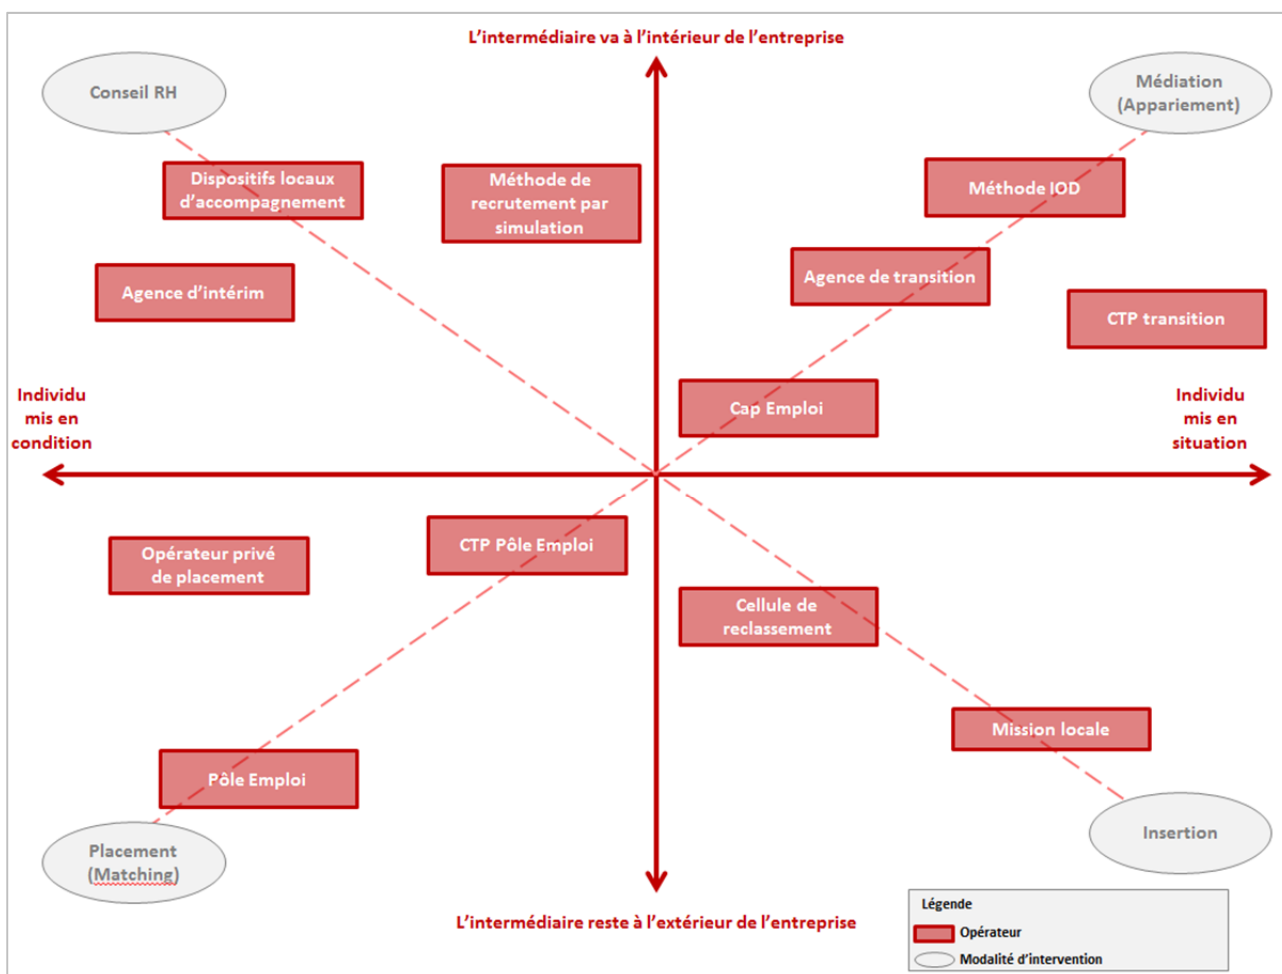 L’intermédiaire va à l’intérieur de l’entreprise
Conseil RH
Médiation
(Appariement)
Dispositifs locaux
d’accompagnement
Méthode de
recrutement par
simulation
Méthode IOD
Agence d’intérim
Agence de transition
CTP transition
Individu
mis en
condition
Cap Emploi
Individu
mis en
situation
Opérateur privé
de placement
CTP Pôle Emploi
Cellule de
reclassement
Mission locale
Pôle Emploi
Placement
(Matching)
Insertion
L’intermédiaire reste à l’extérieur de l’entreprise
Légende
Opérateur
Modalité d’intervention